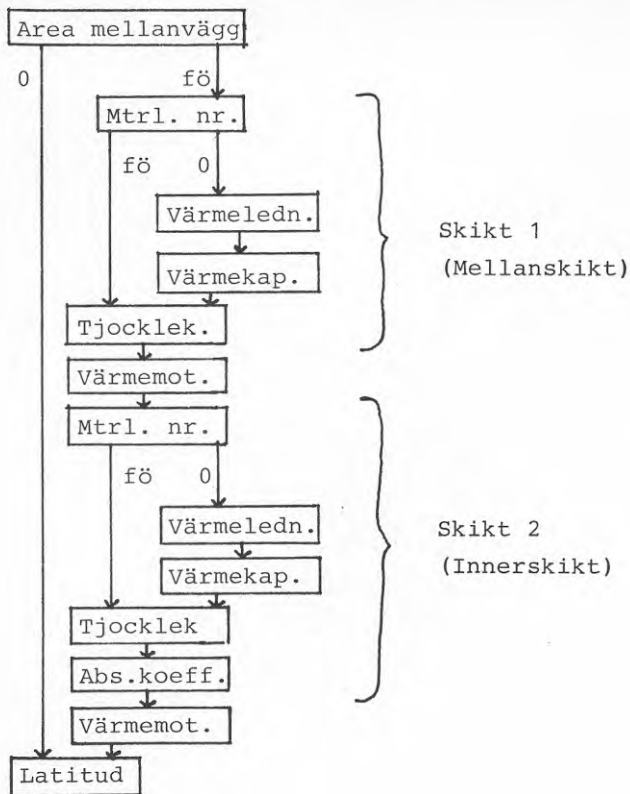 Area mellanvägg
0 fö
Mtrl. nr.
fö 0
Värmeledn.
Värmekap.
Skikt 1
(Mellanskikt)
Tjocklek.
Värmemot.
Mtrl. nr.
fö 0
Värmeledn.
Värmekap.
Skikt 2
(Innerskikt)
Tjocklek
Abs.koeff.
Värmemot.
Latitud